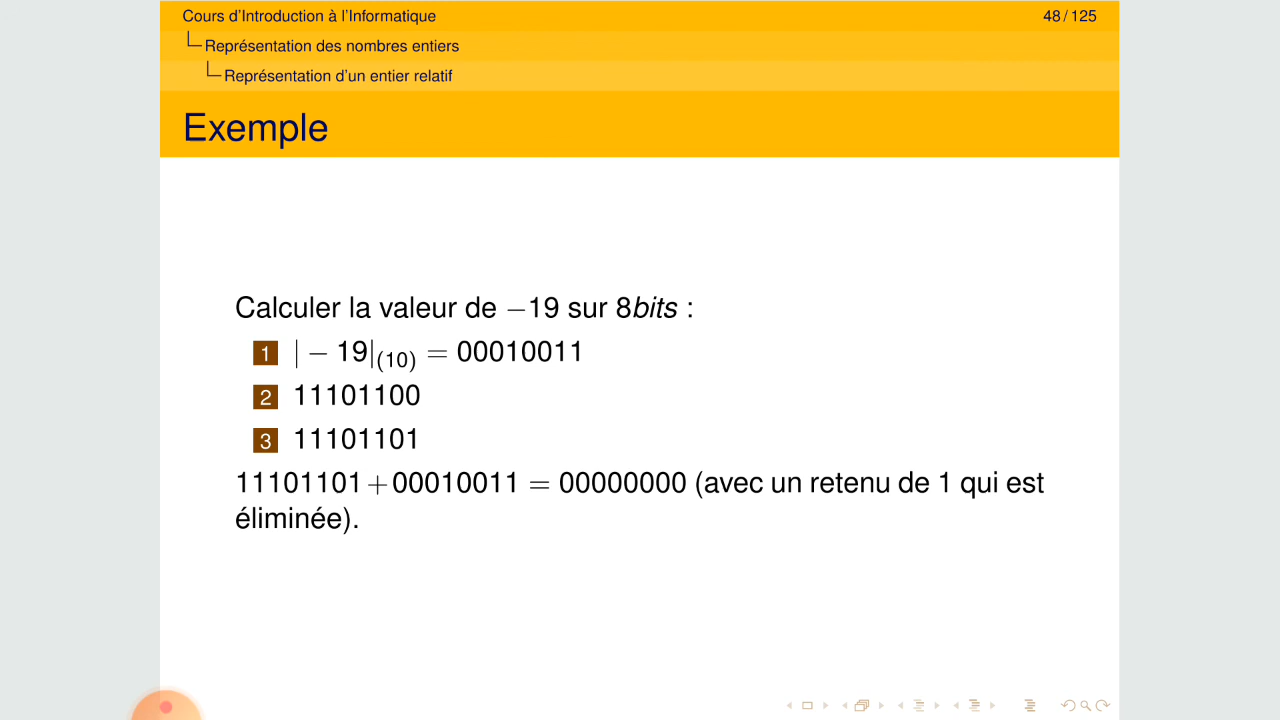 Cours d'Introduction à l'Informatique 48 / 125
Représentation des nombres entiers
Représentation d'un entier relatif
Exemple
Calculer la valeur de −19 sur 8bits :
1 | − 19|(10) = 00010011
2 11101100
3 11101101
11101101 + 00010011 = 00000000 (avec un retenu de 1 qui est
éliminée).